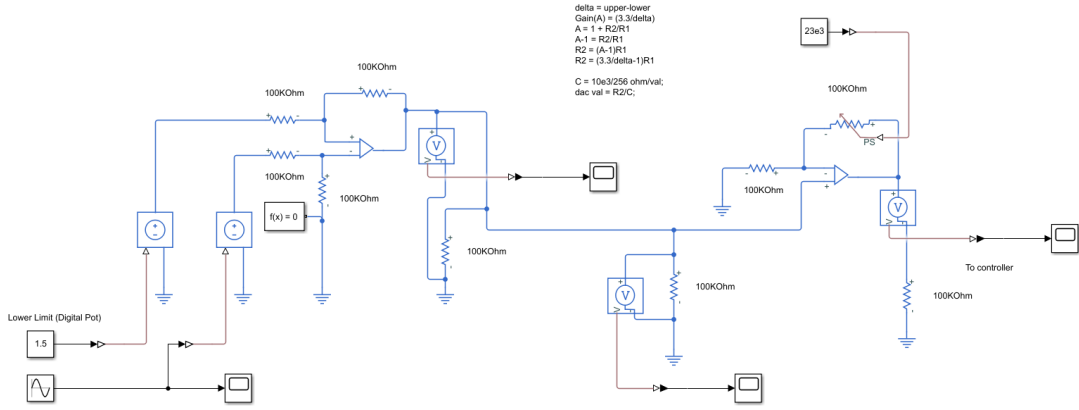 delta = upper-lower
Gain(A) = (3.3/delta)
A = 1 + R2/R1
A-1 = R2/R1
R2 = (A-1)R1
R2 = (3.3/delta-1)R1
C = 10e3/256 ohm/val;
dac val = R2/C;
23e3
100KOhm
100KOhm
100KOhm
PS
V
100KOhm
100KOhm
100KOhm
V
f(x) = 0
100KOhm
100KOhm
V
To controller
100KOhm
Lower Limit (Digital Pot)
1.5